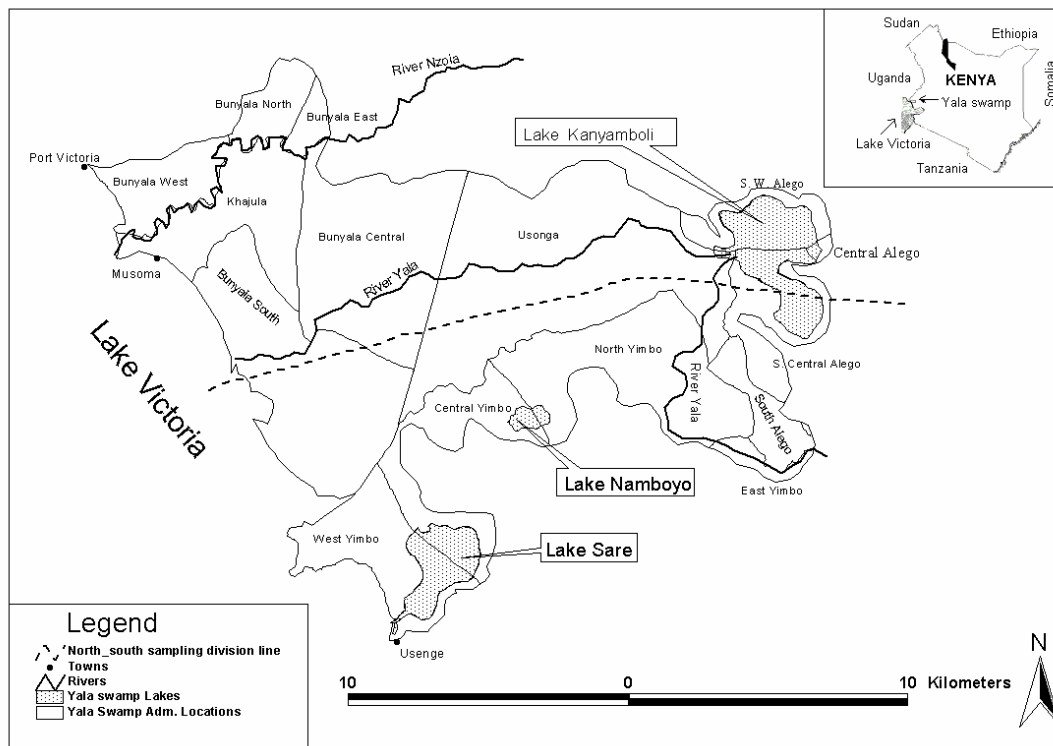 Sudan
Ethiopia
Uganda
KENYA
Somalia
Yala swamp
Lake Victoria
Tanzania
River Nzoia
Bunyala North
Bunyala East
Lake Kanyamboli
Port Victoria
Bunyala West
S. W. Alego
Khajula
Bunyala Central
Usonga
Central Alego
Musoma
Bunyala South
River Yala
Lake Victoria
North Yimbo
River Yala
S. Central Alego
Central Yimbo
South Alego
Lake Namboyo
East Yimbo
West Yimbo
Lake Sare
Usenge
Legend
North_south sampling division line
Towns
Rivers
Yala swamp Lakes
Yala Swamp Adm. Locations
10 0 10 Kilometers
N